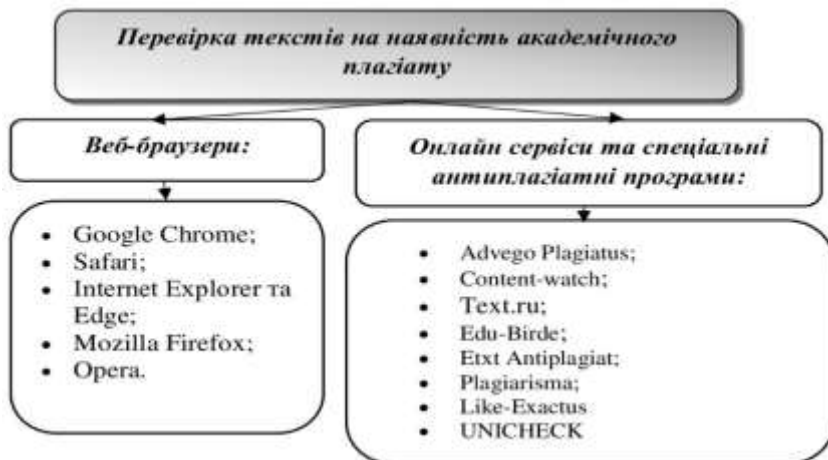 Перевірка текстів на наявність академічного
плагіату
Веб-браузери:
• Google Chrome;
• Safari;
• Internet Explorer та
Edge;
• Mozilla Firefox;
• Opera.
Онлайн сервіси та спеціальні
антиплагіатні програми:
• Advego Plagiatus;
• Content-watch;
• Text.ru;
• Edu-Birde;
• Etxt Antiplagiat;
• Plagiarisma;
• Like-Exactus
• UNICHECK